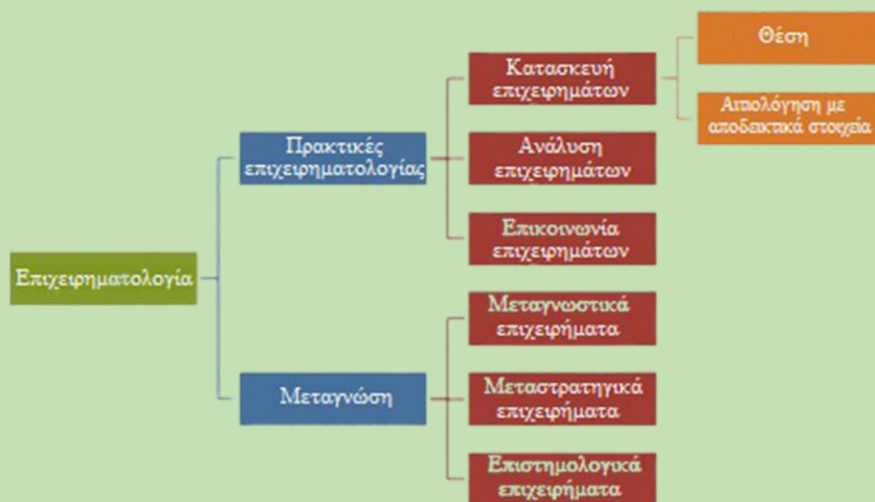 Θέση
Κατασκευή
επιχειρημάτων
Αιτιολόγηση με
αποδεικτικά στοιχεία
Πρακτικές
επιχειρηματολογίας
Ανάλυση
επιχειρημάτων
Επικοινωνία
επιχειρημάτων
Επιχειρηματολογία
Μεταγνωστικά
επιχειρήματα
Μεταγνώση
Μεταστρατηγικά
επιχειρήματα
Επιστημολογικά
επιχειρήματα